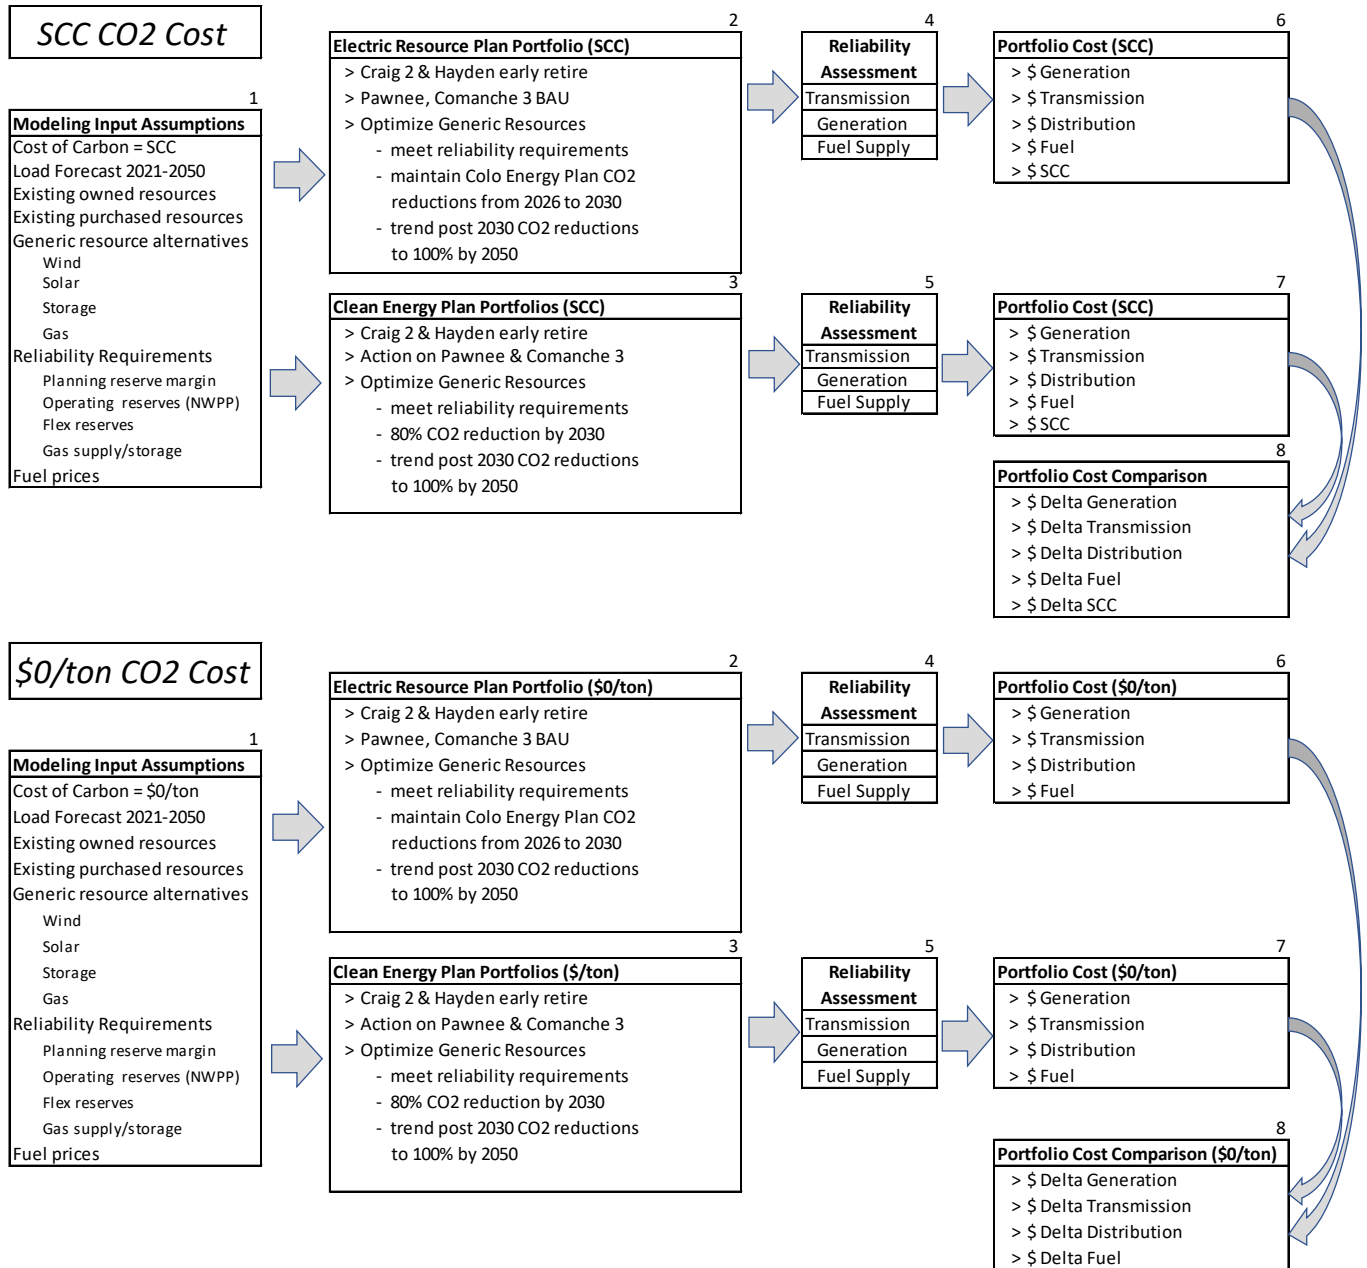 SCC CO2 Cost
1
Modeling Input Assumptions
Cost of Carbon = SCC
Load Forecast 2021-2050
Existing owned resources
Existing purchased resources
Generic resource alternatives
Wind
Solar
Storage
Gas
Reliability Requirements
Planning reserve margin
Operating reserves (NWPP)
Flex reserves
Gas supply/storage
Fuel prices
2
Electric Resource Plan Portfolio (SCC)
> Craig 2 & Hayden early retire
> Pawnee, Comanche 3 BAU
> Optimize Generic Resources
- meet reliability requirements
- maintain Colo Energy Plan CO2
reductions from 2026 to 2030
- trend post 2030 CO2 reductions
to 100% by 2050
3
Clean Energy Plan Portfolios (SCC)
> Craig 2 & Hayden early retire
> Action on Pawnee & Comanche 3
> Optimize Generic Resources
- meet reliability requirements
- 80% CO2 reduction by 2030
- trend post 2030 CO2 reductions
to 100% by 2050
4
Reliability
Assessment
Transmission
Generation
Fuel Supply
5
Reliability
Assessment
Transmission
Generation
Fuel Supply
6
Portfolio Cost (SCC)
> $ Generation
> $ Transmission
> $ Distribution
> $ Fuel
> $ SCC
7
Portfolio Cost (SCC)
> $ Generation
> $ Transmission
> $ Distribution
> $ Fuel
> $ SCC
8
Portfolio Cost Comparison
> $ Delta Generation
> $ Delta Transmission
> $ Delta Distribution
> $ Delta Fuel
> $ Delta SCC
$0/ton CO2 Cost
1
Modeling Input Assumptions
Cost of Carbon = $0/ton
Load Forecast 2021-2050
Existing owned resources
Existing purchased resources
Generic resource alternatives
Wind
Solar
Storage
Gas
Reliability Requirements
Planning reserve margin
Operating reserves (NWPP)
Flex reserves
Gas supply/storage
Fuel prices
2
Electric Resource Plan Portfolio ($0/ton)
> Craig 2 & Hayden early retire
> Pawnee, Comanche 3 BAU
> Optimize Generic Resources
- meet reliability requirements
- maintain Colo Energy Plan CO2
reductions from 2026 to 2030
- trend post 2030 CO2 reductions
to 100% by 2050
3
Clean Energy Plan Portfolios ($/ton)
> Craig 2 & Hayden early retire
> Action on Pawnee & Comanche 3
> Optimize Generic Resources
- meet reliability requirements
- 80% CO2 reduction by 2030
- trend post 2030 CO2 reductions
to 100% by 2050
4
Reliability
Assessment
Transmission
Generation
Fuel Supply
5
Reliability
Assessment
Transmission
Generation
Fuel Supply
6
Portfolio Cost ($0/ton)
> $ Generation
> $ Transmission
> $ Distribution
> $ Fuel
7
Portfolio Cost ($0/ton)
> $ Generation
> $ Transmission
> $ Distribution
> $ Fuel
8
Portfolio Cost Comparison ($0/ton)
> $ Delta Generation
> $ Delta Transmission
> $ Delta Distribution
> $ Delta Fuel